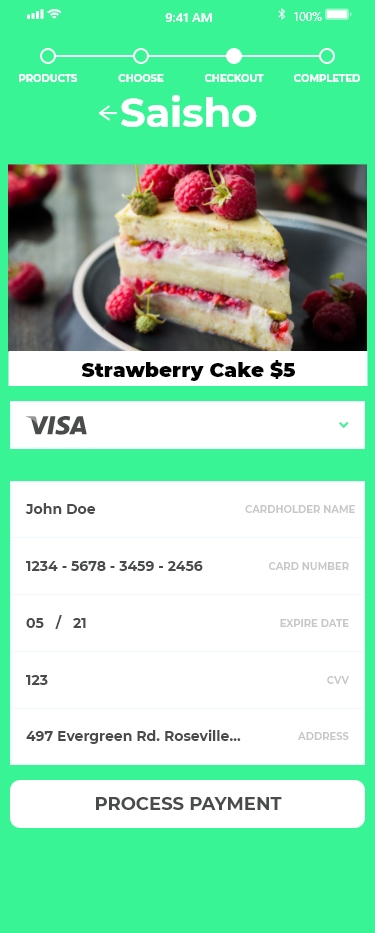 9:41 AM 100%
PRODUCTS CHOOSE CHECKOUT COMPLETED
Saisho
Strawberry Cake $5
VISA
John Doe CARDHOLDER NAME
1234 - 5678 - 3459 - 2456 CARD NUMBER
05 / 21 EXPIRE DATE
123 CVV
497 Evergreen Rd. Roseville... ADDRESS
PROCESS PAYMENT